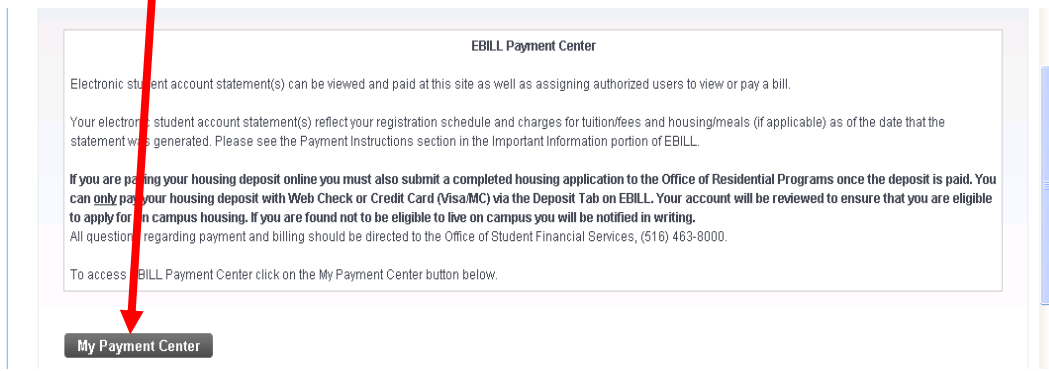 EBILL Payment Center
Electronic student account statement(s) can be viewed and paid at this site as well as assigning authorized users to view or pay a bill.
Your electronic student account statement(s) reflect your registration schedule and charges for tuition/fees and housing/meals (if applicable) as of the date that the
statement was generated. Please see the Payment Instructions section in the Important Information portion of EBILL.
If you are paying your housing deposit online you must also submit a completed housing application to the Office of Residential Programs once the deposit is paid. You
can only pay your housing deposit with Web Check or Credit Card (Visa/MC) via the Deposit Tab on EBILL. Your account will be reviewed to ensure that you are eligible
to apply for on campus housing. If you are found not to be eligible to live on campus you will be notified in writing.
All questions regarding payment and billing should be directed to the Office of Student Financial Services, (516) 463-8000.
To access EBILL Payment Center click on the My Payment Center button below.
My Payment Center